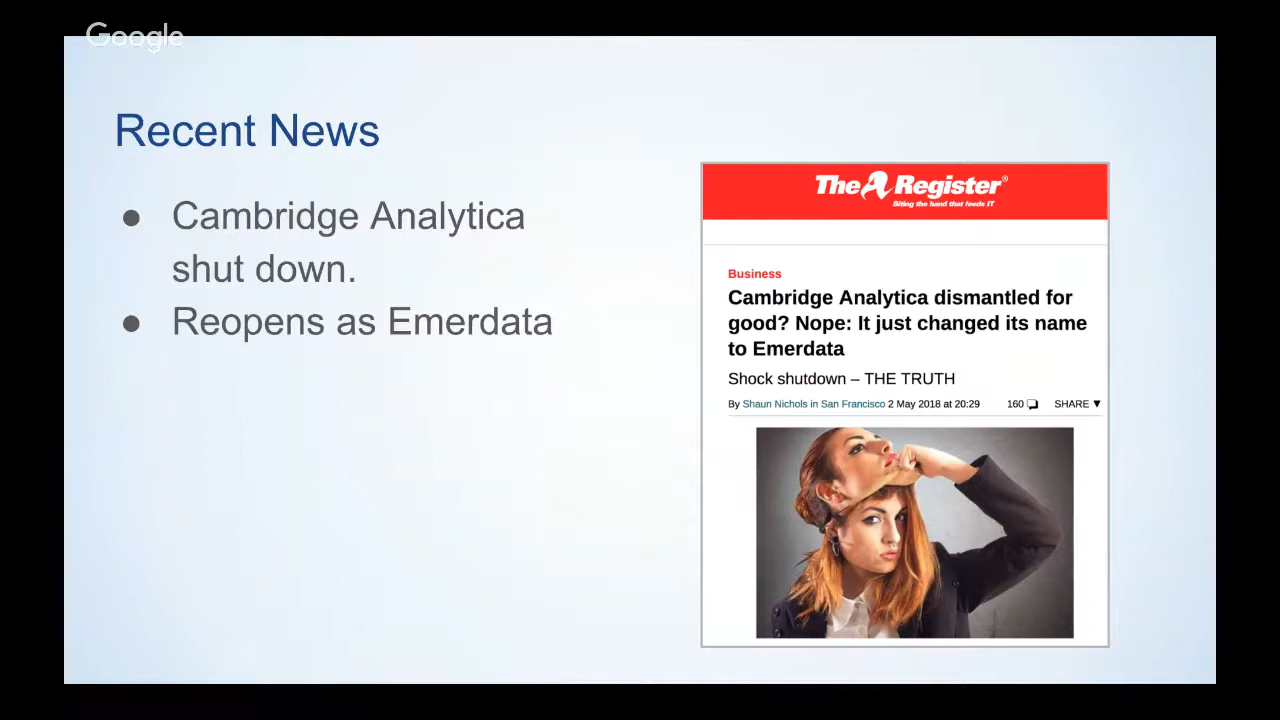 Google
Recent News
● Cambridge Analytica
shut down.
● Reopens as Emerdata
The Register®
Biting the hand that feeds IT
Business
Cambridge Analytica dismantled for
good? Nope: It just changed its name
to Emerdata
Shock shutdown – THE TRUTH
By Shaun Nichols in San Francisco 2 May 2018 at 20:29 160 SHARE ▼